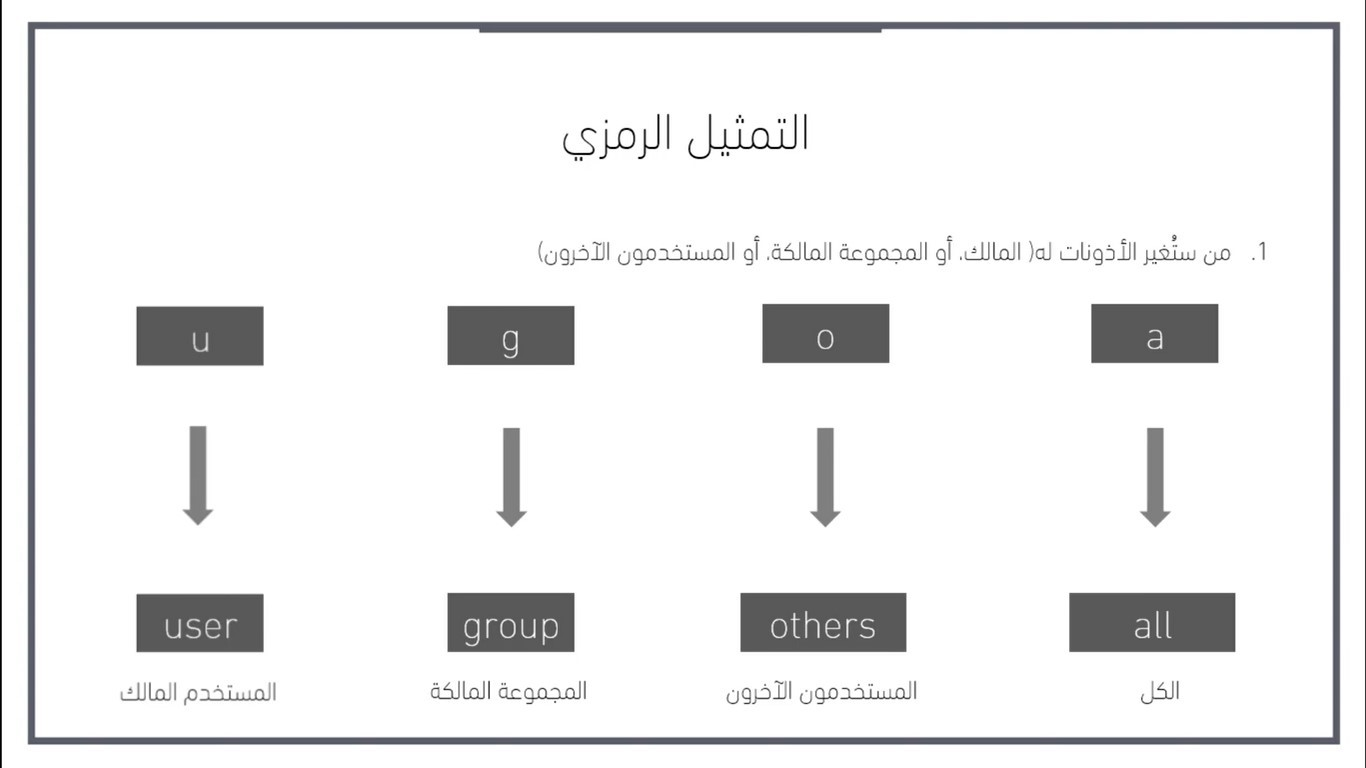 التمثيل الرمزي
1. من ستُغير الأذونات له( المالك، أو المجموعة المالكة، أو المستخدمون الآخرون)
u g o a
user group others all
المستخدم المالك المجموعة المالكة المستخدمون الآخرون الكل